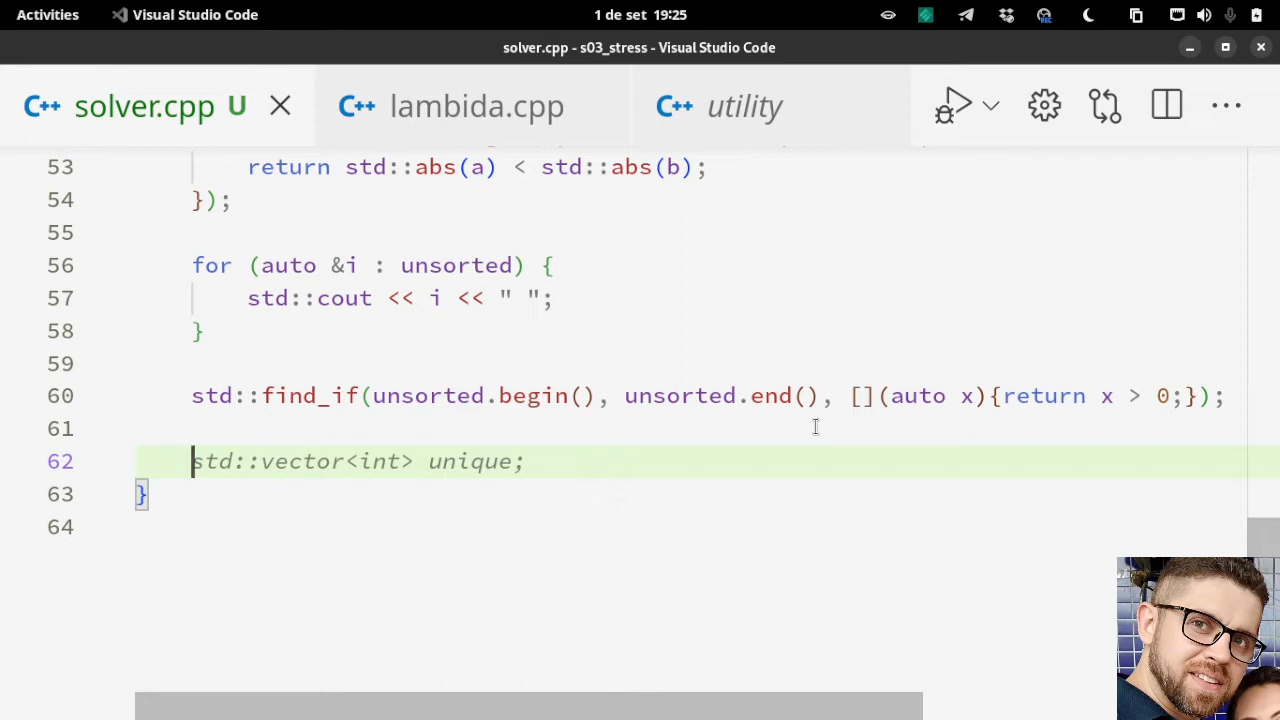 Activities Visual Studio Code 1 de set 19:25 REC
solver.cpp - s03_stress - Visual Studio Code
C++ solver.cpp U C++ lambida.cpp C++ utility
53 return std::abs(a) < std::abs(b);
54 });
55
56 for (auto &i : unsorted) {
57 std::cout << i << " ";
58 }
59
60 std::find_if(unsorted.begin(), unsorted.end(), [](auto x){return x > 0;});
61
62 std::vector<int> unique;
63 }
64